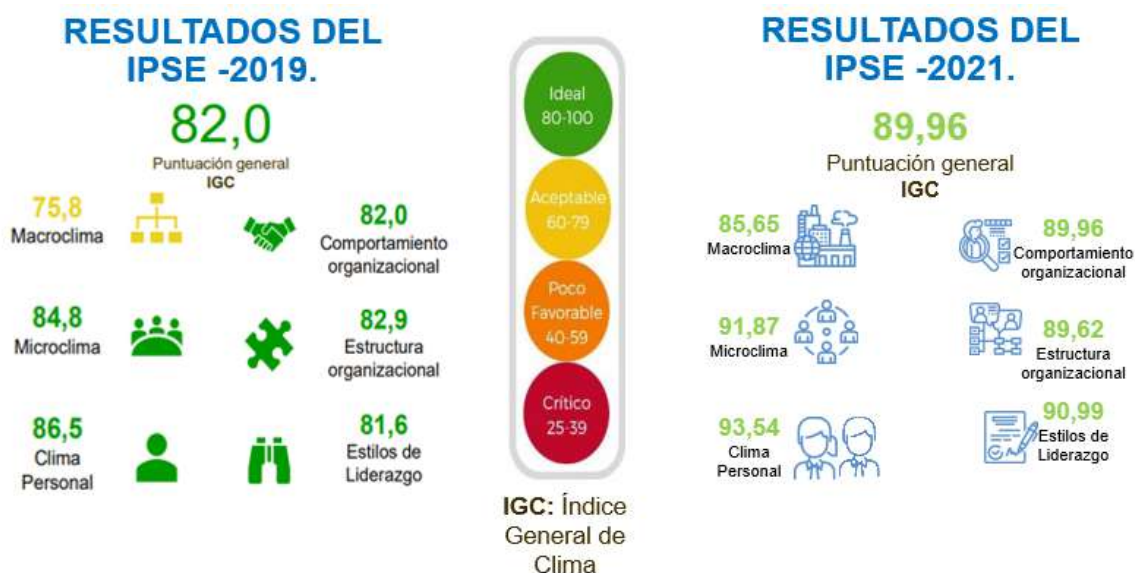 RESULTADOS DEL
IPSE -2019.
82,0
Puntuación general
IGC
75,8
Macroclima
82,0
Comportamiento
organizacional
84,8
Microclima
82,9
Estructura
organizacional
86,5
Clima
Personal
81,6
Estilos de
Liderazgo
Ideal
80-100
Aceptable
60-79
Poco
Favorable
40-59
Crítico
25-39
IGC: Índice
General de
Clima
RESULTADOS DEL
IPSE -2021.
89,96
Puntuación general
IGC
85,65
Macroclima
89,96
Comportamiento
organizacional
91,87
Microclima
89,62
Estructura
organizacional
93,54
Clima
Personal
90,99
Estilos de
Liderazgo